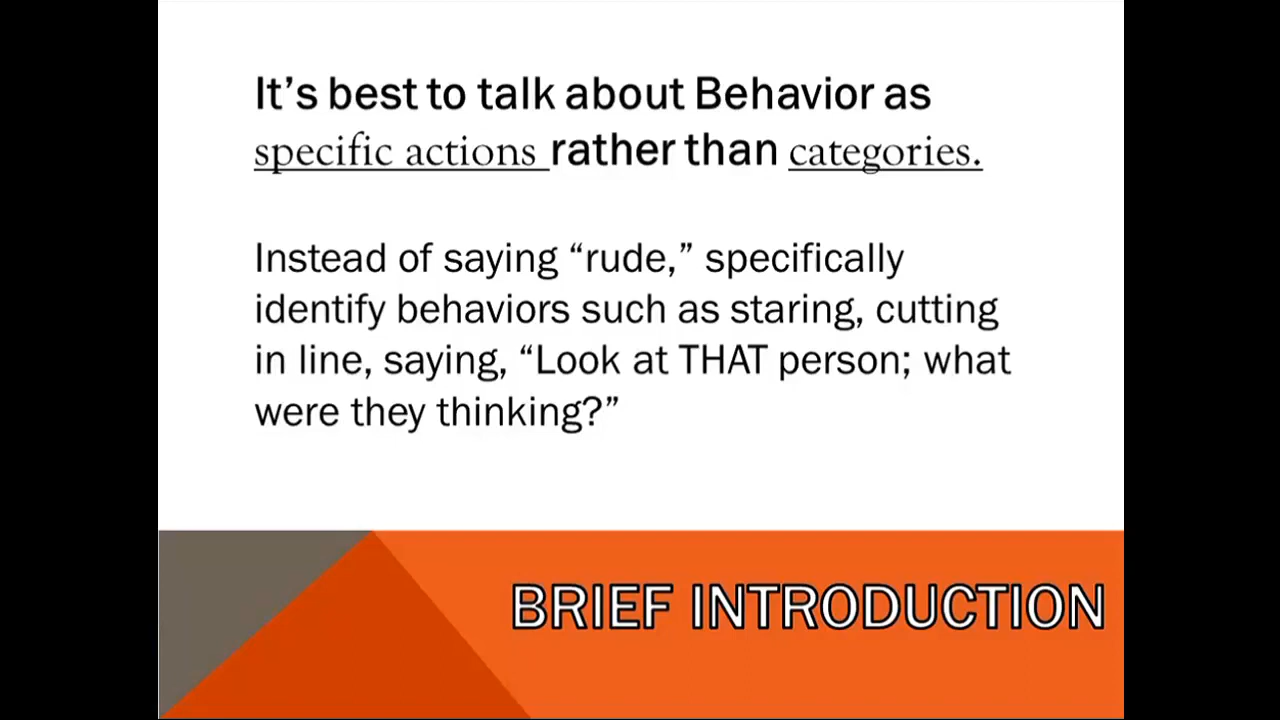 It’s best to talk about Behavior as
specific actions rather than categories.
Instead of saying “rude,” specifically
identify behaviors such as staring, cutting
in line, saying, “Look at THAT person; what
were they thinking?”
BRIEF INTRODUCTION